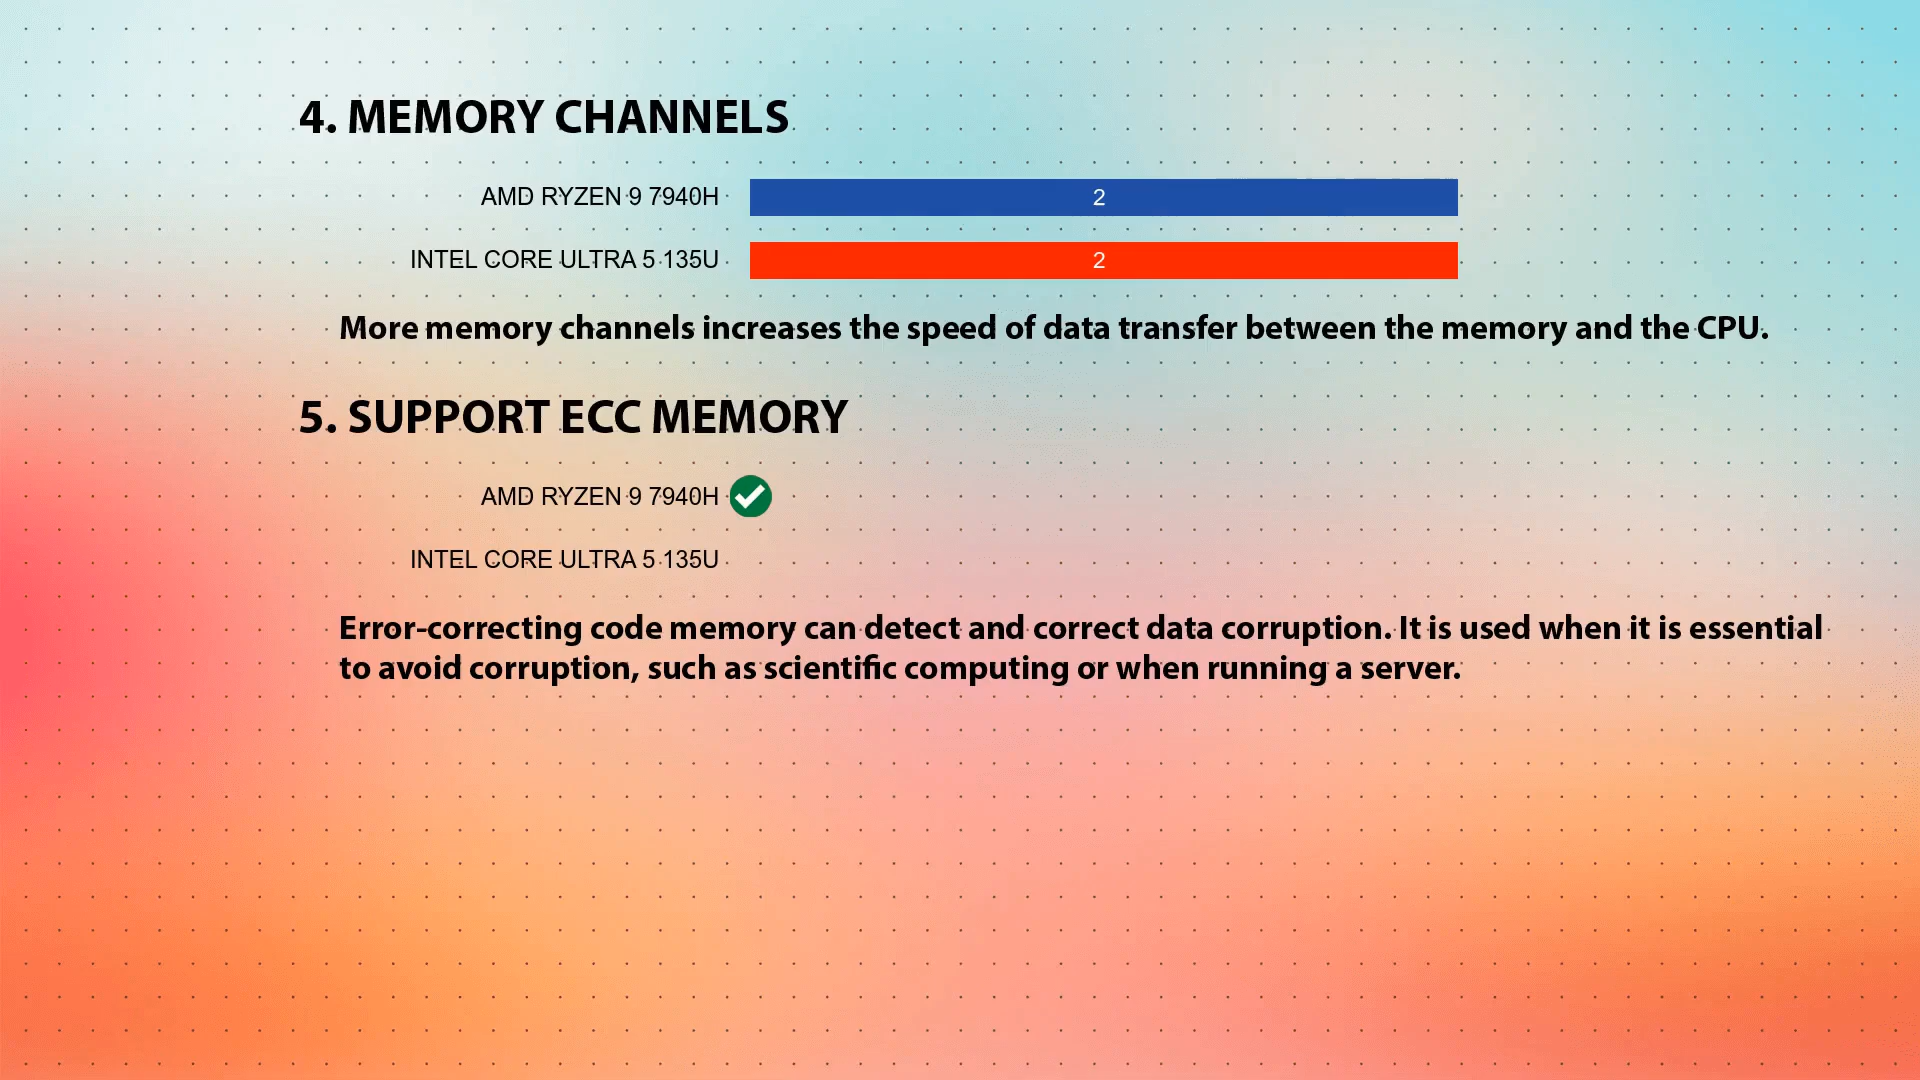 4. MEMORY CHANNELS
AMD RYZEN 9 7940H
2
INTEL CORE ULTRA 5 135U
2
More memory channels increases the speed of data transfer between the memory and the CPU.
5. SUPPORT ECC MEMORY
AMD RYZEN 9 7940H
INTEL CORE ULTRA 5 135U
Error-correcting code memory can detect and correct data corruption. It is used when it is essential
to avoid corruption, such as scientific computing or when running a server.